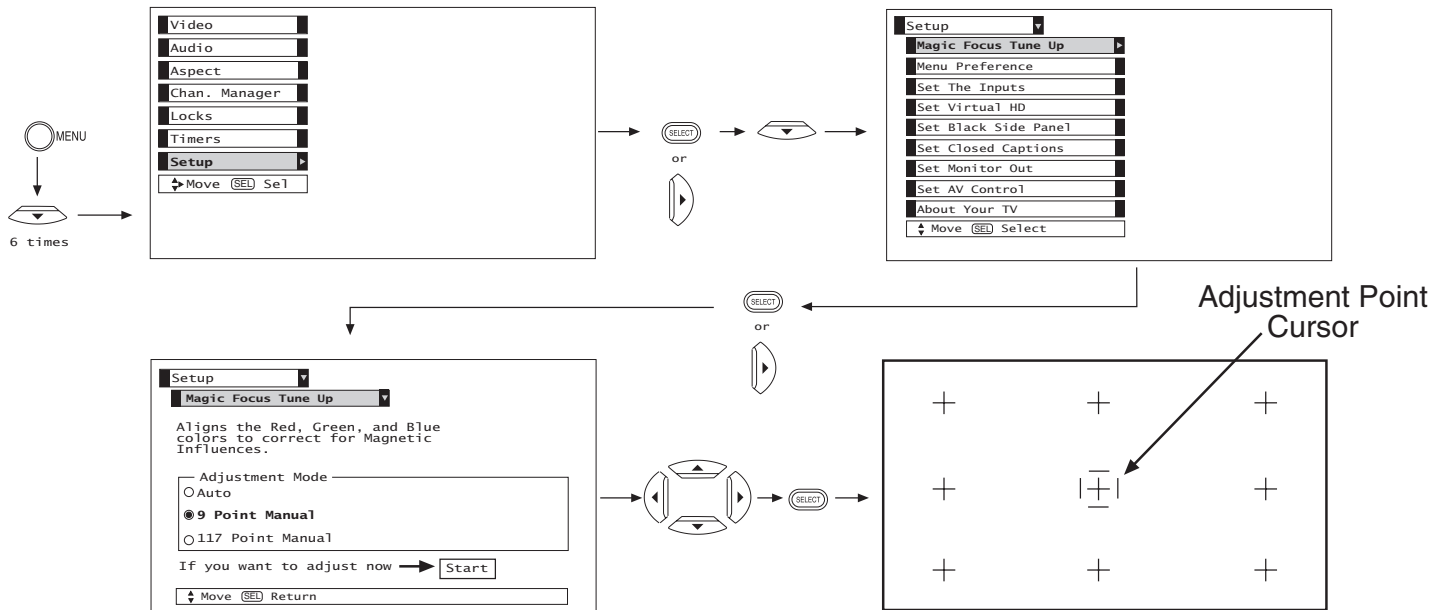 MENU
6 times
Video
Audio
Aspect
Chan. Manager
Locks
Timers
Setup
Move SEL Sel
SELECT
or
Setup
Magic Focus Tune Up
Menu Preference
Set The Inputs
Set Virtual HD
Set Black Side Panel
Set Closed Captions
Set Monitor Out
Set AV Control
About Your TV
Move SEL Select
SELECT
or
Setup
Magic Focus Tune Up
Aligns the Red, Green, and Blue
colors to correct for Magnetic
Influences.
Adjustment Mode
Auto
9 Point Manual
117 Point Manual
If you want to adjust now Start
Move SEL Return
SELECT
Adjustment Point
Cursor